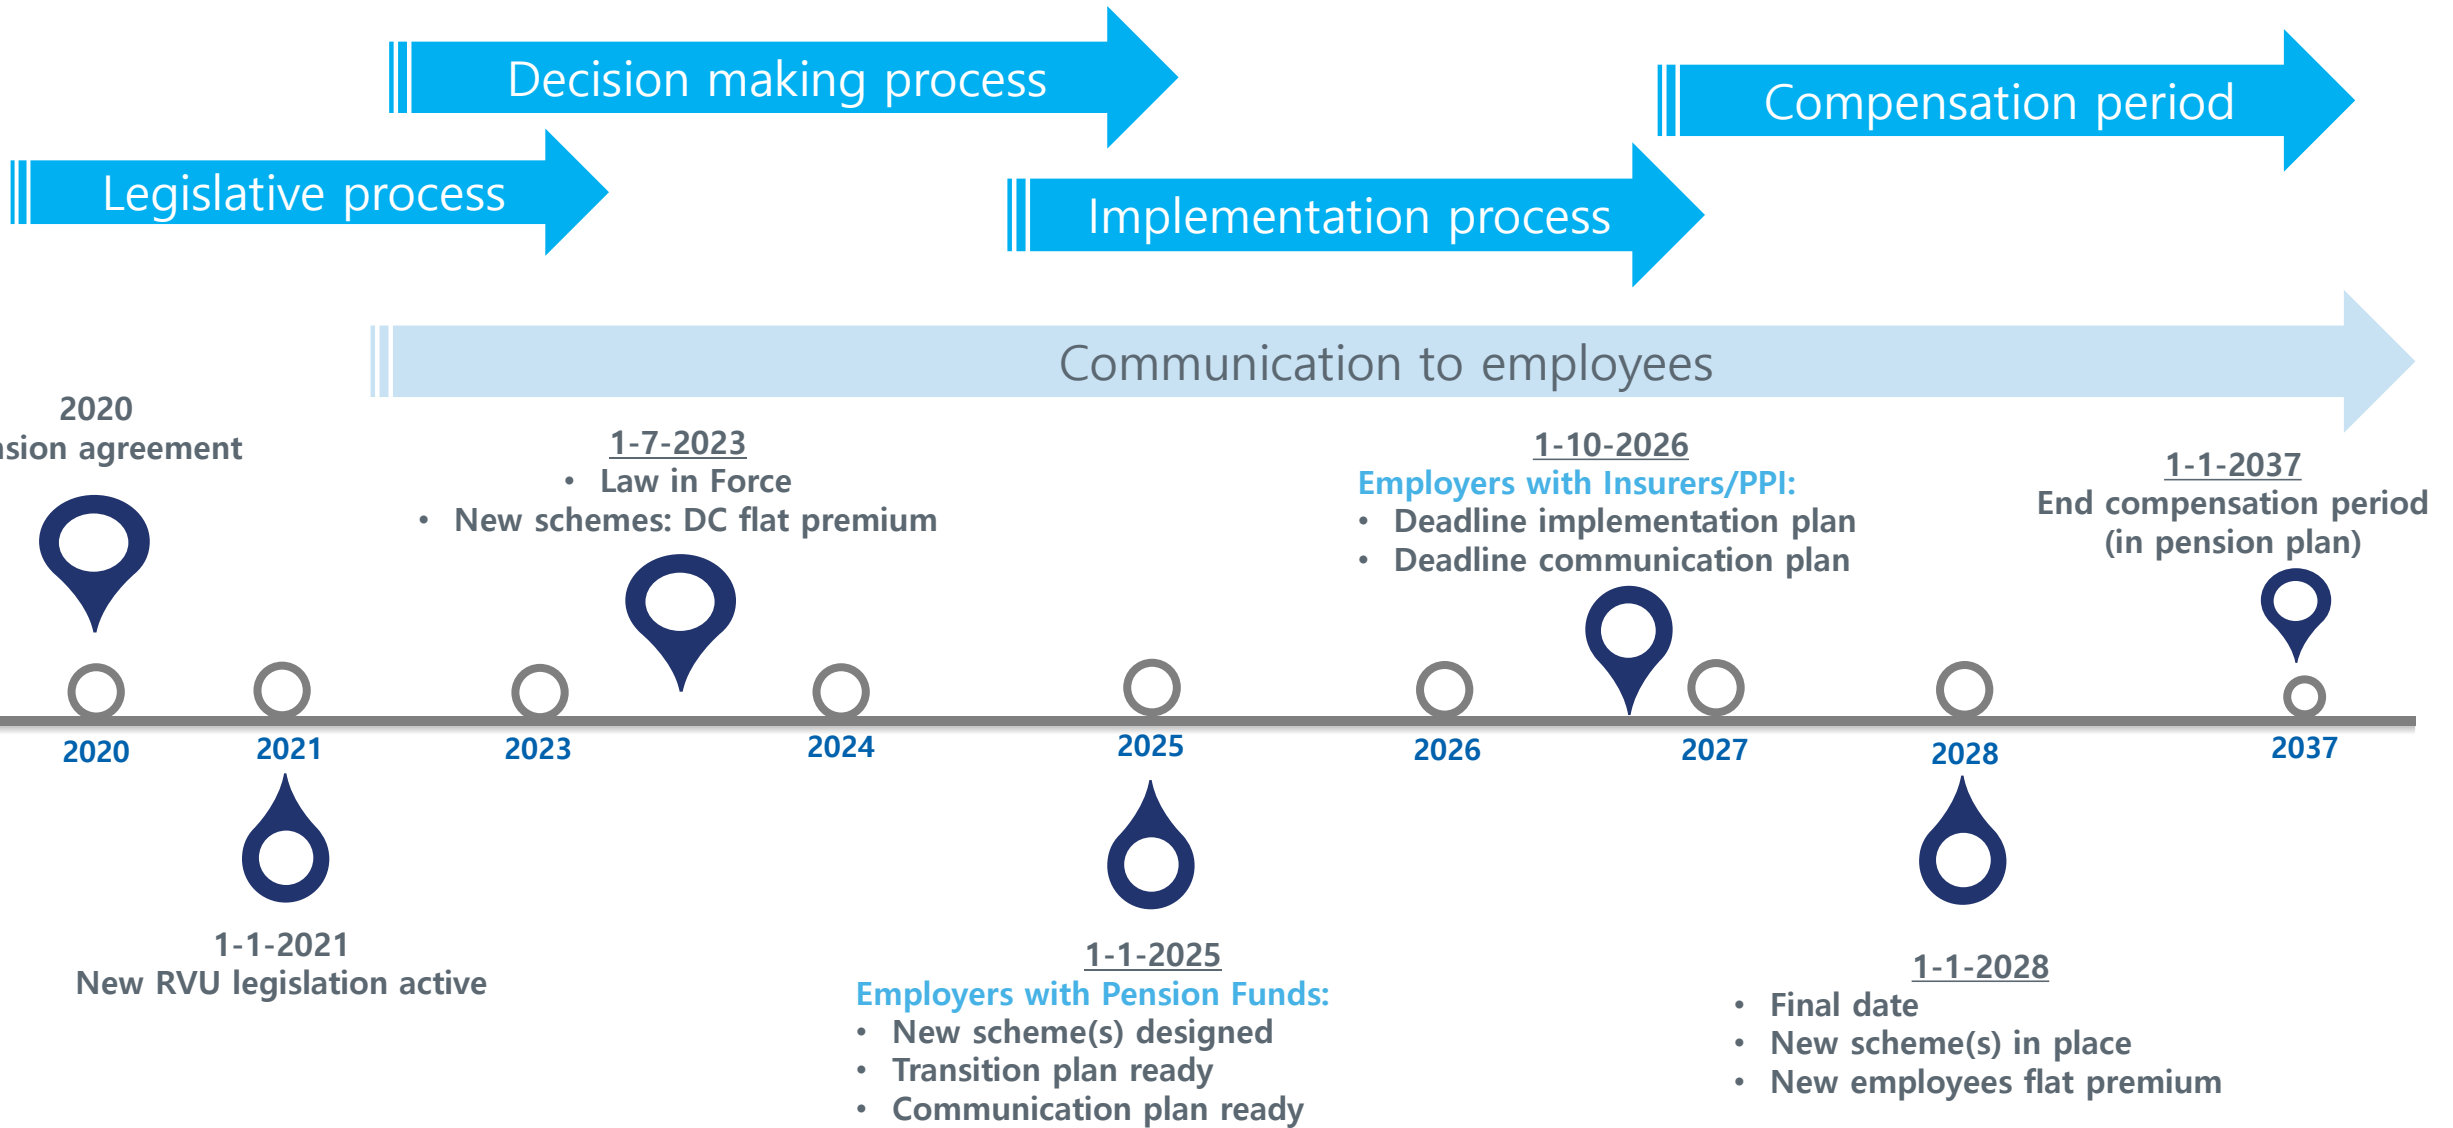 Decision making process
Compensation period
Legislative process
Implementation process
Communication to employees
2020
nsion agreement
1-7-2023
• Law in Force
• New schemes: DC flat premium
1-10-2026
Employers with Insurers/PPI:
• Deadline implementation plan
• Deadline communication plan
1-1-2037
End compensation period
(in pension plan)
2020
2021
2023
2024
2025
2026
2027
2028
2037
1-1-2021
New RVU legislation active
1-1-2025
Employers with Pension Funds:
• New scheme(s) designed
• Transition plan ready
• Communication plan ready
1-1-2028
• Final date
• New scheme(s) in place
• New employees flat premium